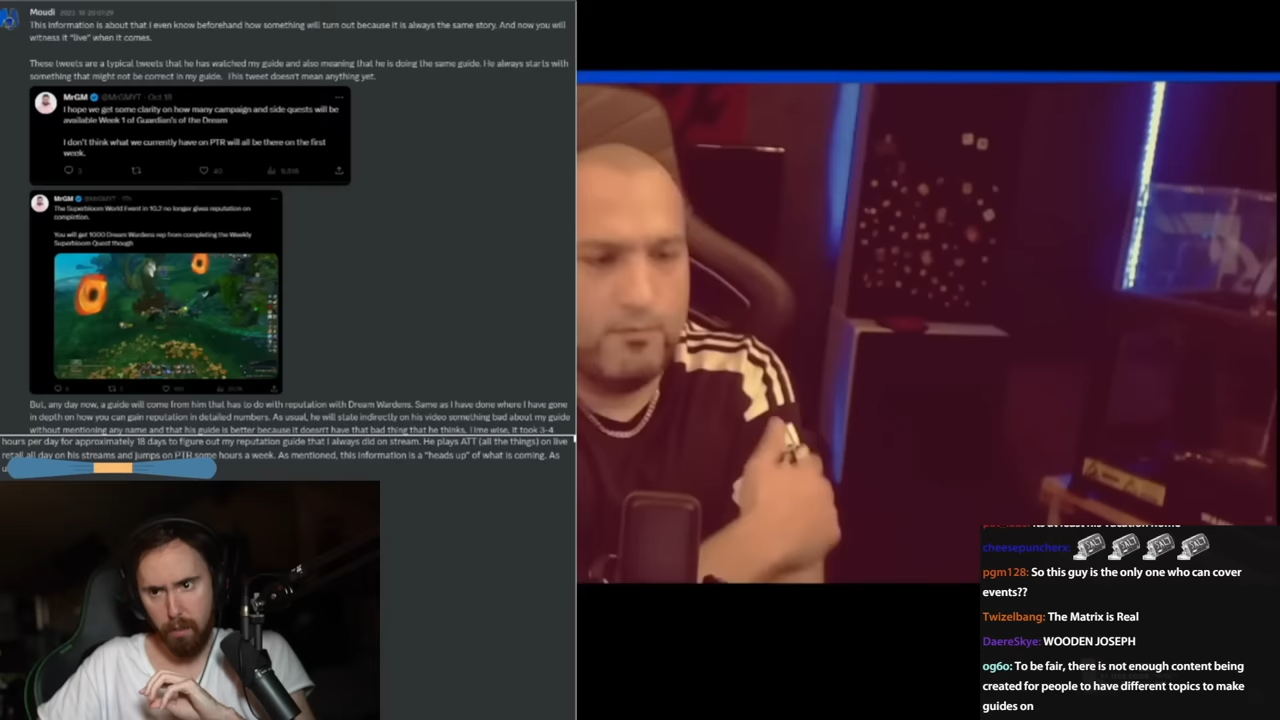 Moudi 2023. 10. 20 07:29
This information is about that I even know beforehand how something will turn out because it is always the same story. And now you will
witness it "live" when it comes.
These tweets are a typical tweets that he has watched my guide and also meaning that he is doing the same guide. He always starts with
something that might not be correct in my guide. This tweet doesn't mean anything yet.
MrGM @MrGMYT · Oct
I hope we get some clarity on how many campaign and side quests will be
available Week 1 of Guardian's of the Dream
I don't think what we currently have on PTR will all be there on the first
week.
3 40
MrGM @MrGMYT
The Superbloom World Event in 10.2 no longer gives reputation on
completion.
You will get 1000 Dream Wardens rep from completing the Weekly
Superbloom Quest though
But, any day now, a guide will come from him that has to do with reputation with Dream Wardens. Same as I have done where I have gone
in depth on how you can gain reputation in detailed numbers. As usual, he will state indirectly on his video something bad about my guide
without mentioning any name and that his guide is better because it doesn't have that bad thing that he thinks. Time wise, it took 3-4
hours per day for approximately 18 days to figure out my reputation guide that I always did on stream. He plays ATT (all the things) on live
retail all day on his streams and jumps on PTR some hours a week. As mentioned, this information is a "heads up" of what is coming. As
cheesepuncherx:
pgm128: So this guy is the only one who can cover
events??
Twizelbang: The Matrix is Real
DaereSkye: WOODEN JOSEPH
og6o: To be fair, there is not enough content being
created for people to have different topics to make
guides on